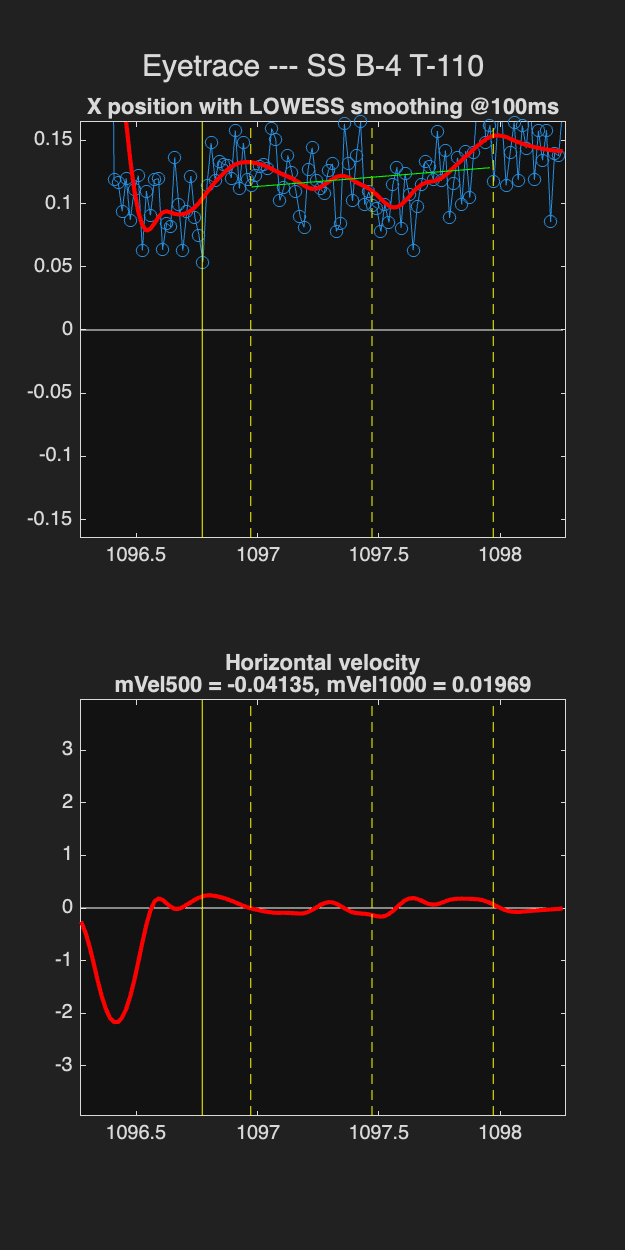 Eyetrace --- SS B-4 T-110
X position with LOWESS smoothing @100ms
0.15
0.1
0.05
0
-0.05
-0.1
-0.15
1096.5 1097 1097.5 1098
Horizontal velocity
mVel500 = -0.04135, mVel1000 = 0.01969
3
2
1
0
-1
-2
-3
1096.5 1097 1097.5 1098